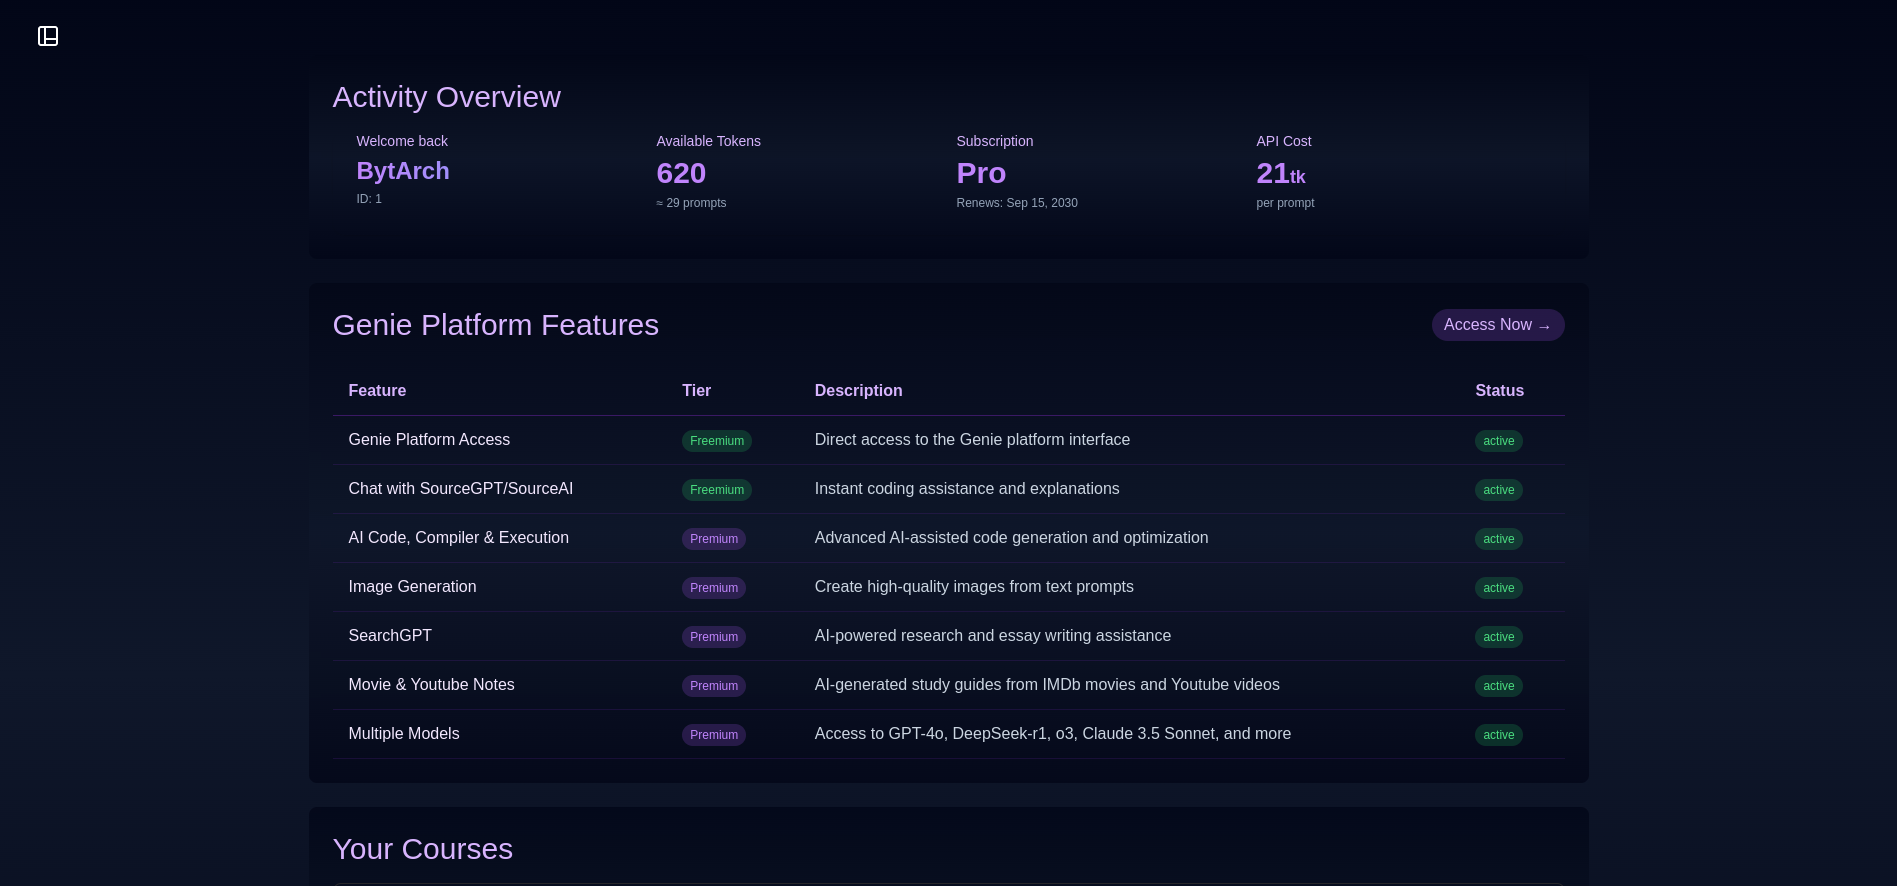 Activity Overview
Welcome back
Available Tokens
Subscription
API Cost
BytArch
620
Pro
21tk
ID: 1
≈ 29 prompts
Renews: Sep 15, 2030
per prompt
Genie Platform Features
Access Now →
Feature Tier Description Status
Genie Platform Access Freemium Direct access to the Genie platform interface active
Chat with SourceGPT/SourceAI Freemium Instant coding assistance and explanations active
AI Code, Compiler & Execution Premium Advanced AI-assisted code generation and optimization active
Image Generation Premium Create high-quality images from text prompts active
SearchGPT Premium AI-powered research and essay writing assistance active
Movie & Youtube Notes Premium AI-generated study guides from IMDb movies and Youtube videos active
Multiple Models Premium Access to GPT-4o, DeepSeek-r1, o3, Claude 3.5 Sonnet, and more active
Your Courses